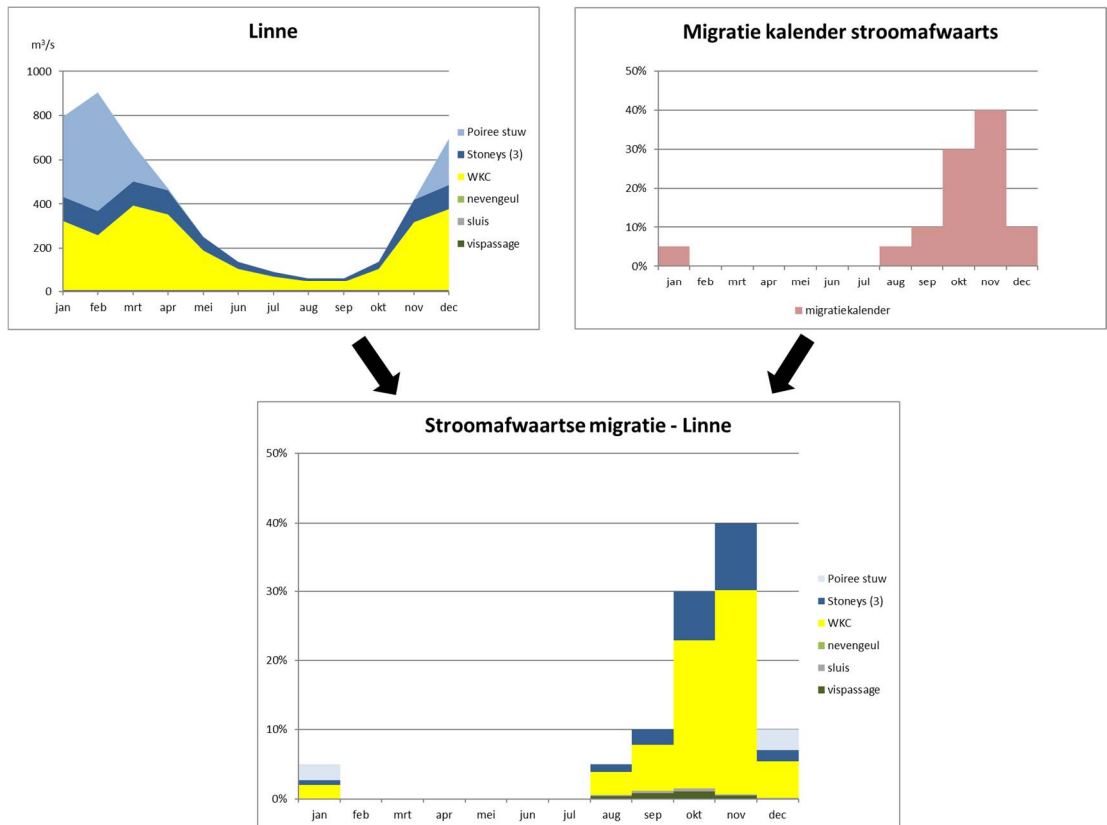 Linne
m³/s
1000
800
600
400
200
0
jan feb mrt apr mei jun jul aug sep okt nov dec
Poiree stuw
Stoneys (3)
WKC
nevengeul
sluis
vispassage
Migratie kalender stroomafwaarts
50%
40%
30%
20%
10%
0%
jan feb mrt apr mei jun jul aug sep okt nov dec
migratiekalender
Stroomafwaartse migratie - Linne
50%
40%
30%
20%
10%
0%
jan feb mrt apr mei jun jul aug sep okt nov dec
Poiree stuw
Stoneys (3)
WKC
nevengeul
sluis
vispassage